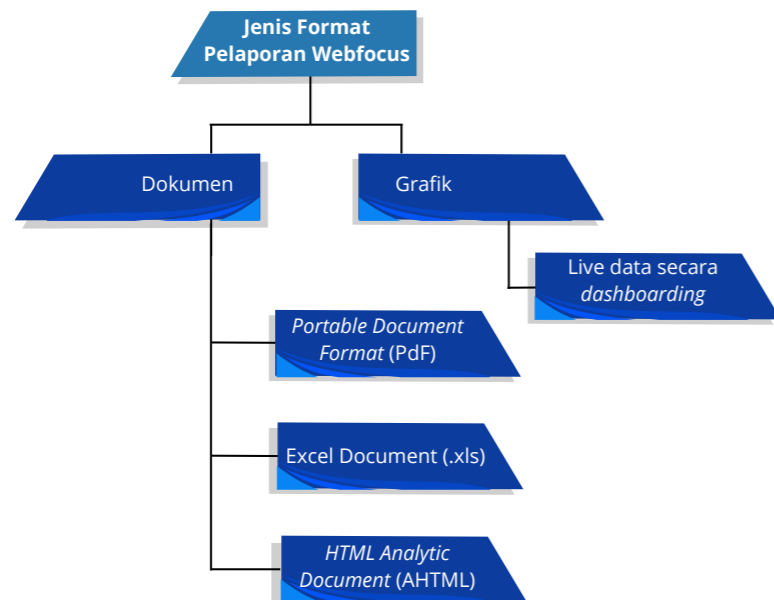 Jenis Format
Pelaporan Webfocus
Dokumen
Grafik
Live data secara
dashboarding
Portable Document
Format (PdF)
Excel Document (.xls)
HTML Analytic
Document (AHTML)